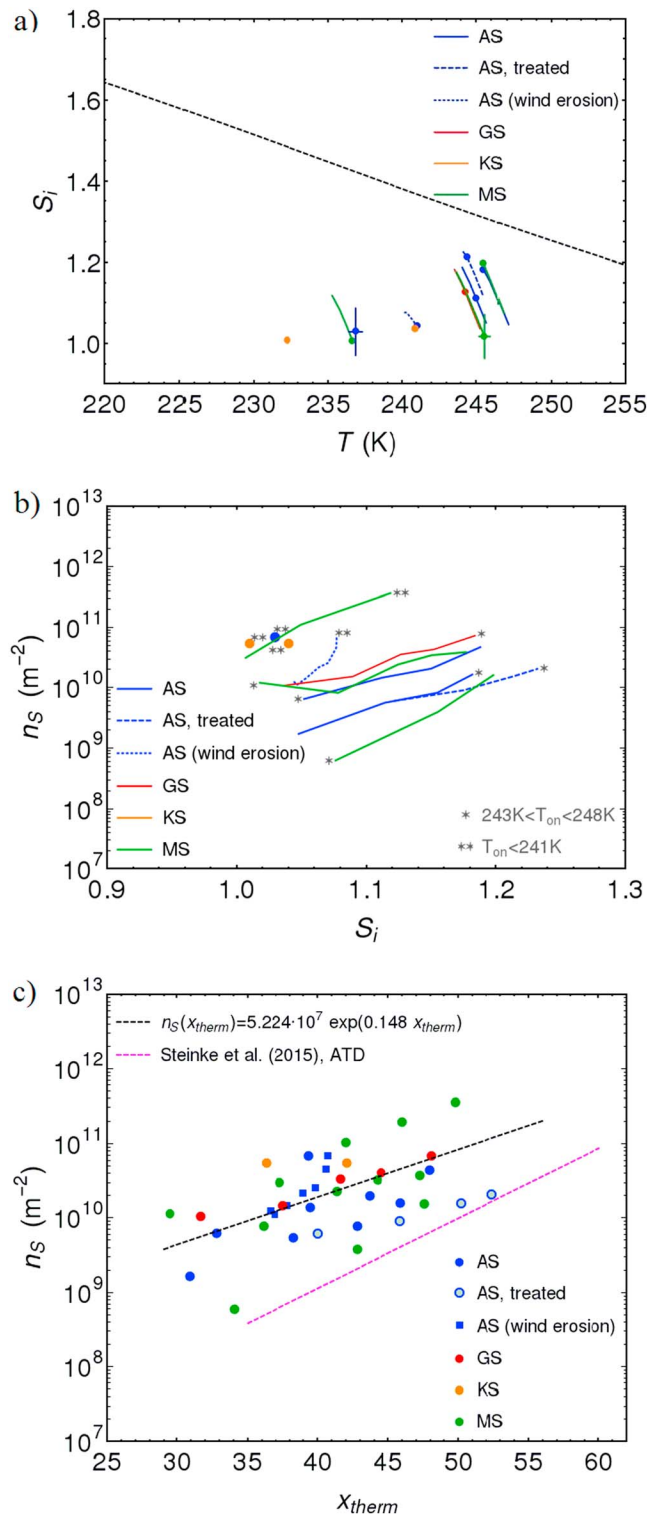 a)
1.8
1.6
1.4
1.2
1.0
S_i
AS
AS, treated
AS (wind erosion)
GS
KS
MS
220 225 230 235 240 245 250 255
T (K)
b)
10^13
10^12
10^11
10^10
10^9
10^8
10^7
n_S (m^-2)
AS
AS, treated
AS (wind erosion)
GS
KS
MS
* 243K<T_on<248K
** T_on<241K
0.9 1.0 1.1 1.2 1.3
S_i
c)
10^13
10^12
10^11
10^10
10^9
10^8
10^7
n_S (m^-2)
n_S(x_therm)=5.224·10^7 exp(0.148 x_therm)
Steinke et al. (2015), ATD
AS
AS, treated
AS (wind erosion)
GS
KS
MS
25 30 35 40 45 50 55 60
x_therm